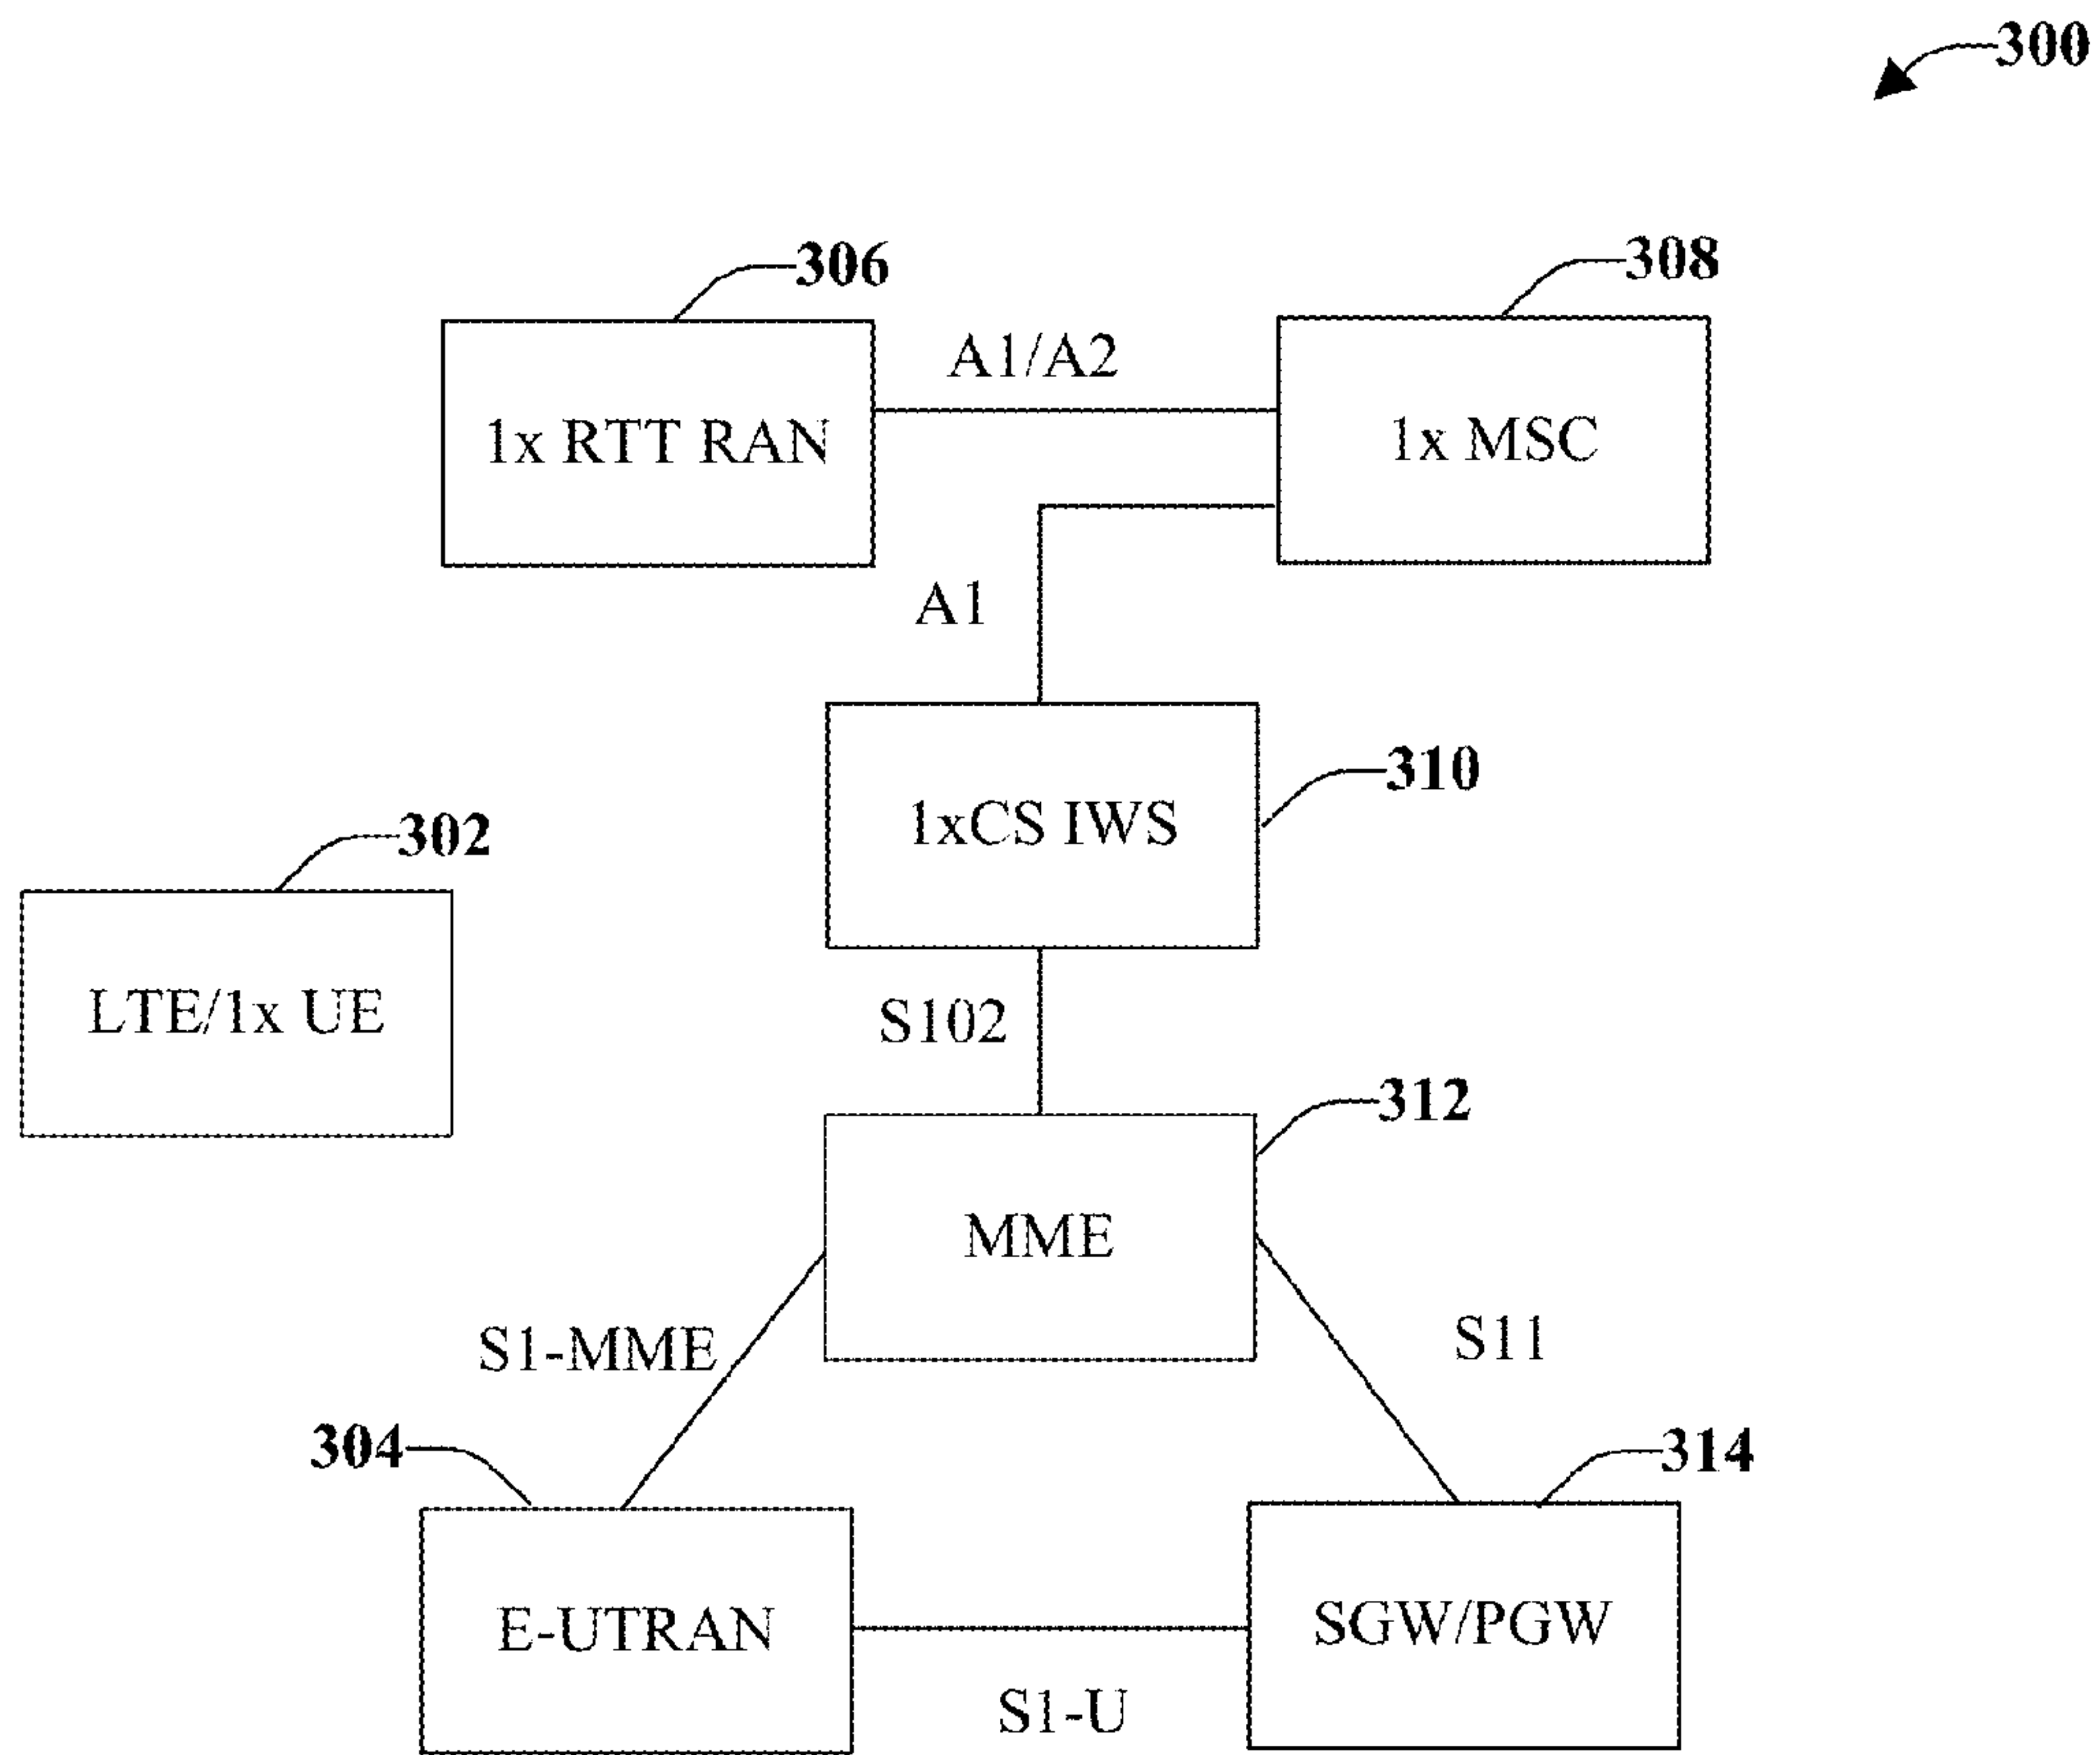 300
306
308
A1/A2
1x RTT RAN
1x MSC
A1
310
1xCS IWS
302
LTE/1x UE
S102
312
MME
S1-MME
S11
304
314
E-UTRAN
SGW/PGW
S1-U